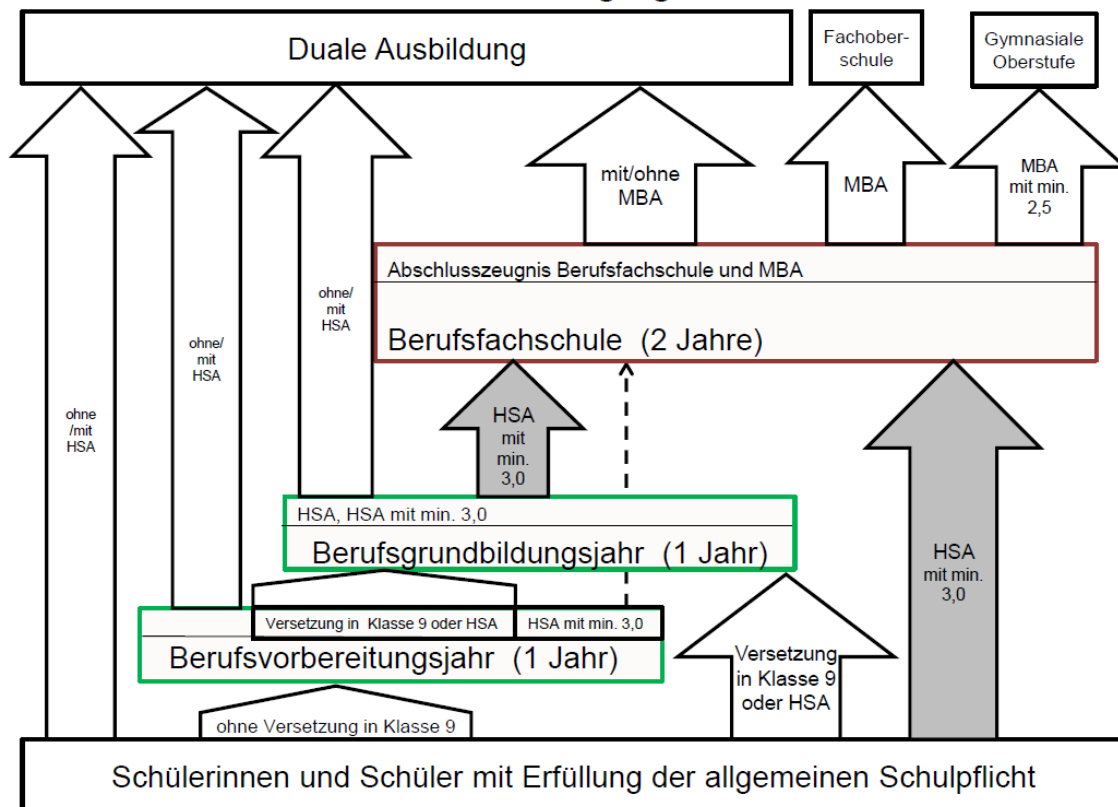 Duale Ausbildung
Fachober-
schule
Gymnasiale
Oberstufe
mit/ohne
MBA
MBA
MBA
mit min.
2,5
Abschlusszeugnis Berufsfachschule und MBA
Berufsfachschule (2 Jahre)
ohne/
mit
HSA
ohne/
mit
HSA
ohne
/mit
HSA
HSA
mit
min.
3,0
HSA, HSA mit min. 3,0
Berufsgrundbildungsjahr (1 Jahr)
HSA
mit min.
3,0
Versetzung in Klasse 9 oder HSA
HSA mit min. 3,0
Berufsvorbereitungsjahr (1 Jahr)
Versetzung
in Klasse 9
oder HSA
ohne Versetzung in Klasse 9
Schülerinnen und Schüler mit Erfüllung der allgemeinen Schulpflicht